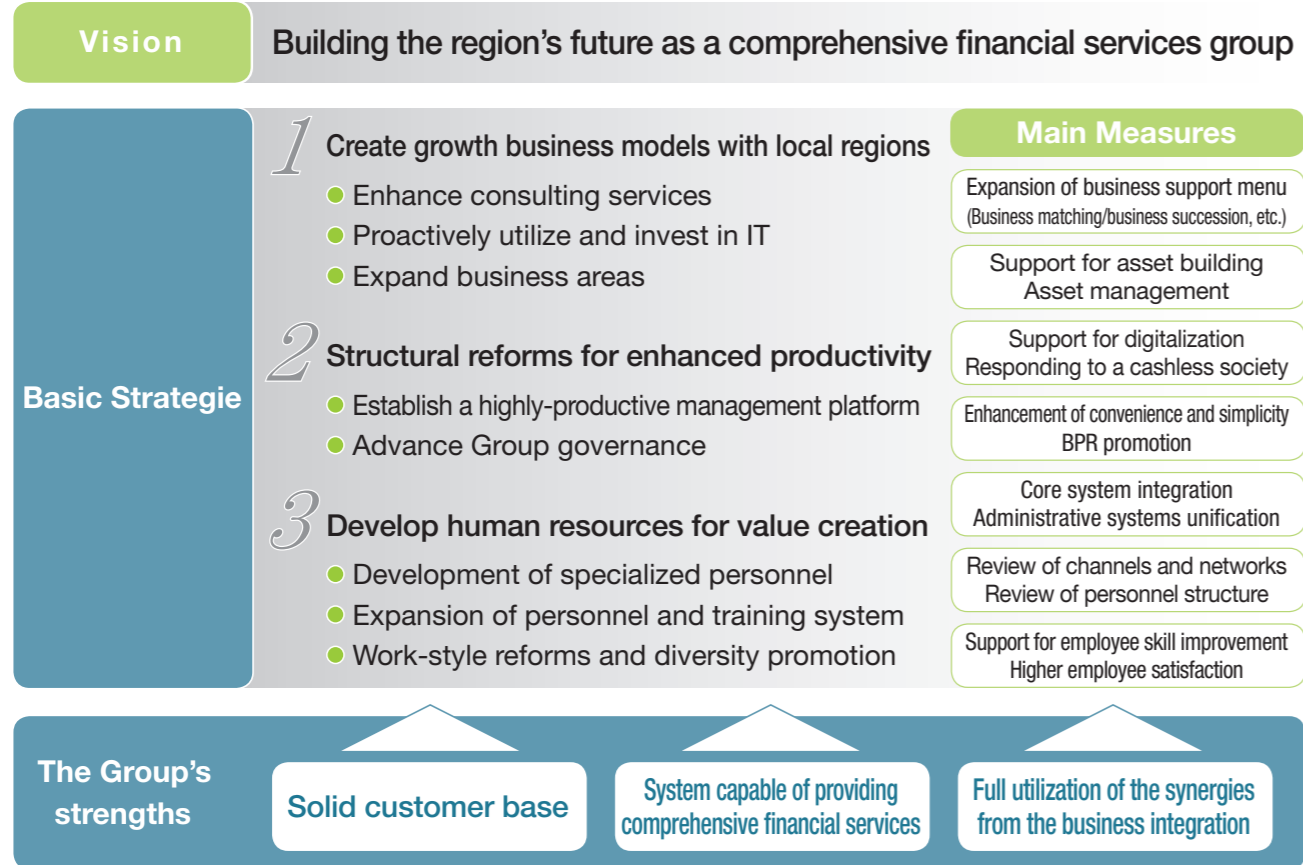 Vision
Building the region’s future as a comprehensive financial services group
Basic Strategie
1
Create growth business models with local regions
Enhance consulting services
Proactively utilize and invest in IT
Expand business areas
2
Structural reforms for enhanced productivity
Establish a highly-productive management platform
Advance Group governance
3
Develop human resources for value creation
Development of specialized personnel
Expansion of personnel and training system
Work-style reforms and diversity promotion
Main Measures
Expansion of business support menu
(Business matching/business succession, etc.)
Support for asset building
Asset management
Support for digitalization
Responding to a cashless society
Enhancement of convenience and simplicity
BPR promotion
Core system integration
Administrative systems unification
Review of channels and networks
Review of personnel structure
Support for employee skill improvement
Higher employee satisfaction
The Group’s
strengths
Solid customer base
System capable of providing
comprehensive financial services
Full utilization of the synergies
from the business integration